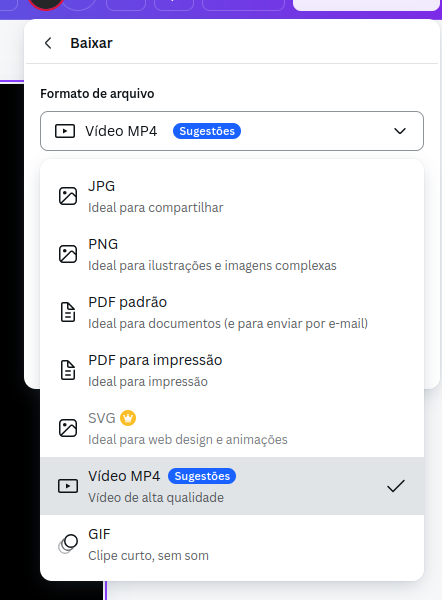 Baixar
Formato de arquivo
Vídeo MP4 Sugestões
JPG
Ideal para compartilhar
PNG
Ideal para ilustrações e imagens complexas
PDF padrão
Ideal para documentos (e para enviar por e-mail)
PDF para impressão
Ideal para impressão
SVG
Ideal para web design e animações
Vídeo MP4 Sugestões
Vídeo de alta qualidade
GIF
Clipe curto, sem som